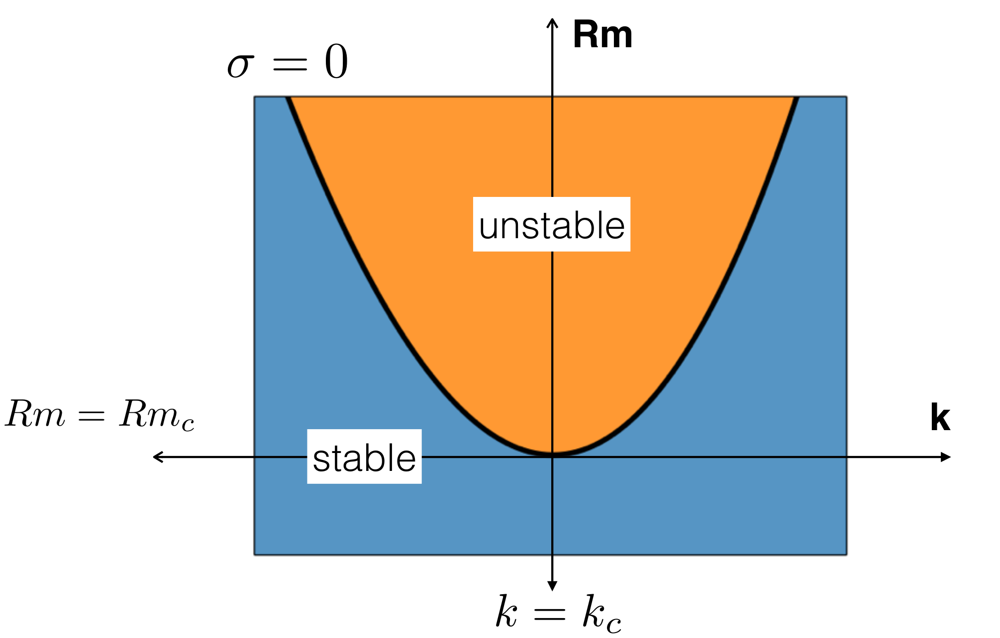 Rm
σ = 0
unstable
Rm = Rm_c
k
stable
k = k_c